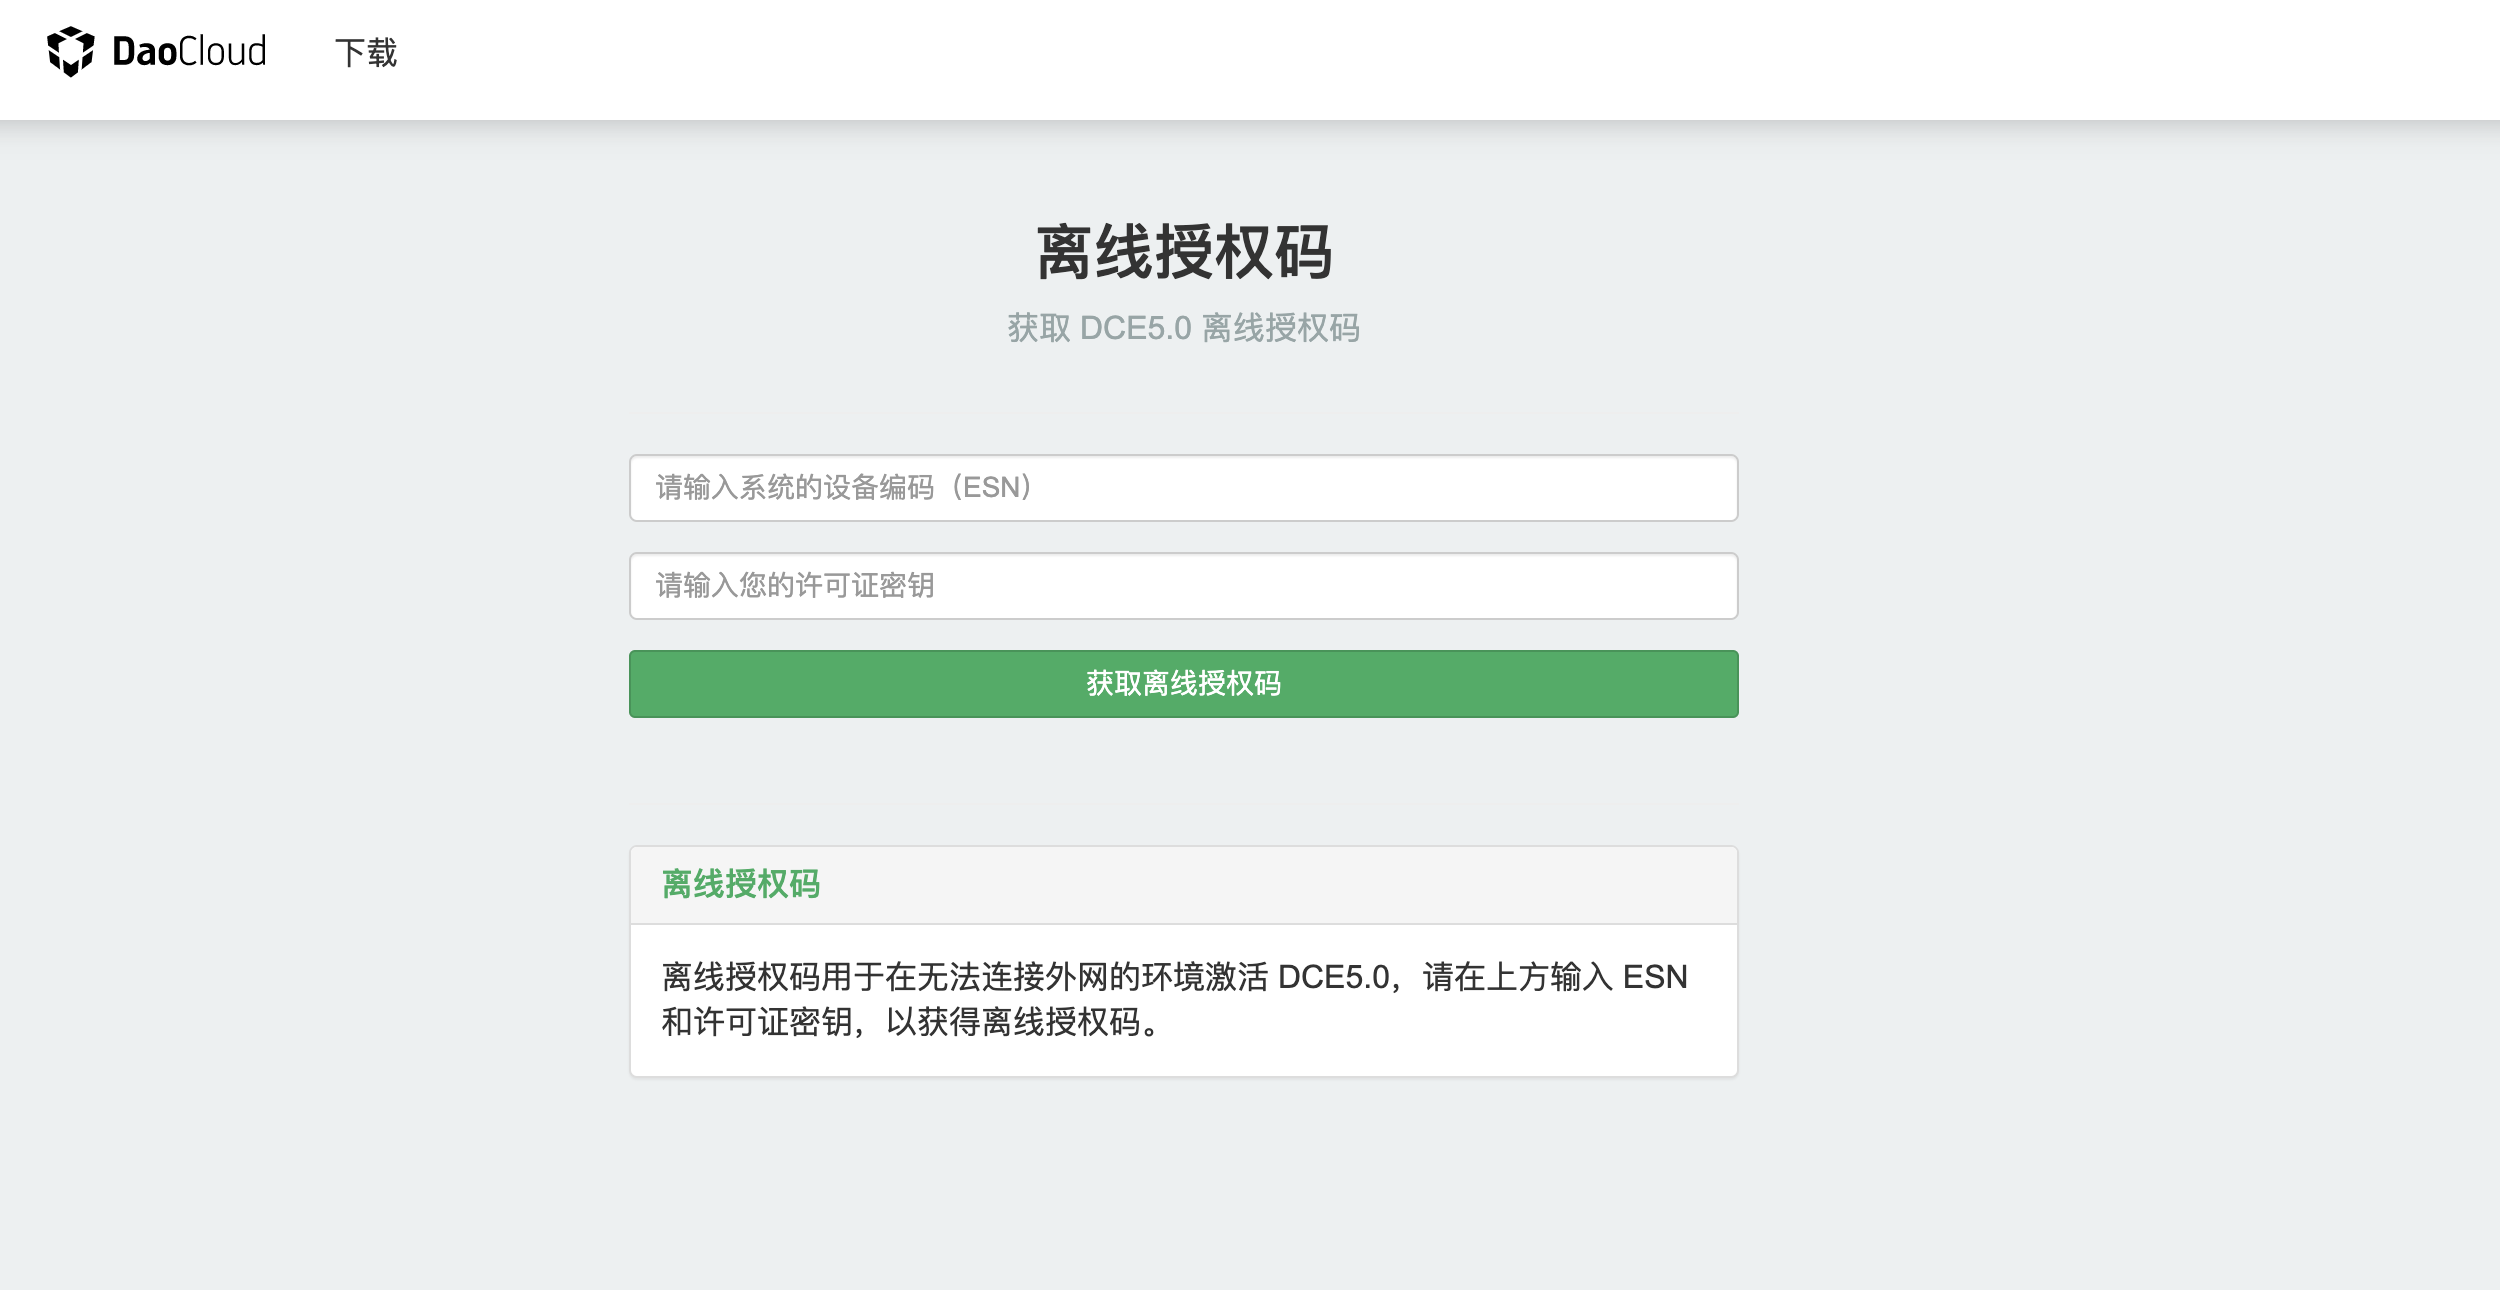 DaoCloud 下载
离线授权码
获取 DCE5.0 离线授权码
请输入系统的设备编码（ESN）
请输入您的许可证密钥
获取离线授权码
离线授权码
离线授权码用于在无法连接外网的环境激活 DCE5.0，请在上方输入 ESN
和许可证密钥，以获得离线授权码。